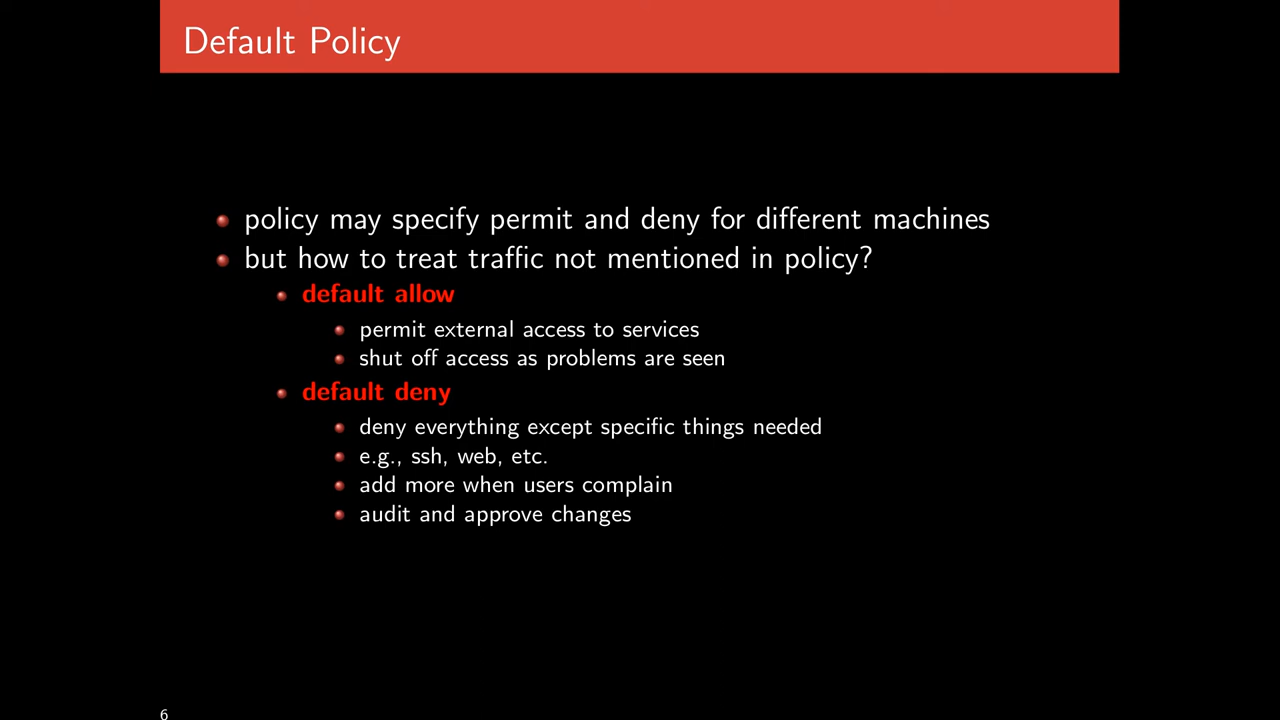 Default Policy
policy may specify permit and deny for different machines
but how to treat traffic not mentioned in policy?
default allow
permit external access to services
shut off access as problems are seen
default deny
deny everything except specific things needed
e.g., ssh, web, etc.
add more when users complain
audit and approve changes
6